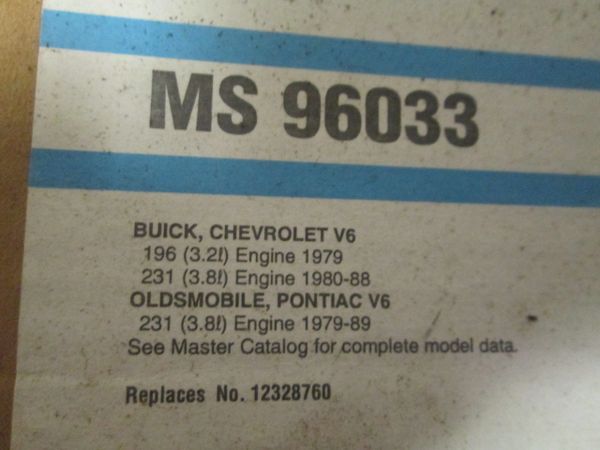 MS 96033
BUICK, CHEVROLET V6
196 (3.2ℓ) Engine 1979
231 (3.8ℓ) Engine 1980-88
OLDSMOBILE, PONTIAC V6
231 (3.8ℓ) Engine 1979-89
See Master Catalog for complete model data.
Replaces No. 12328760